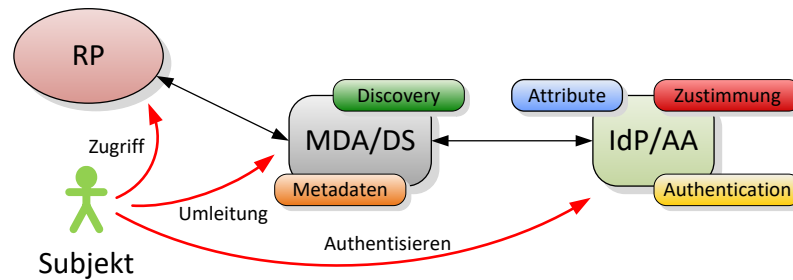 RP
Discovery
Attribute
Zustimmung
MDA/DS
IdP/AA
Zugriff
Metadaten
Authentication
Umleitung
Authentisieren
Subjekt